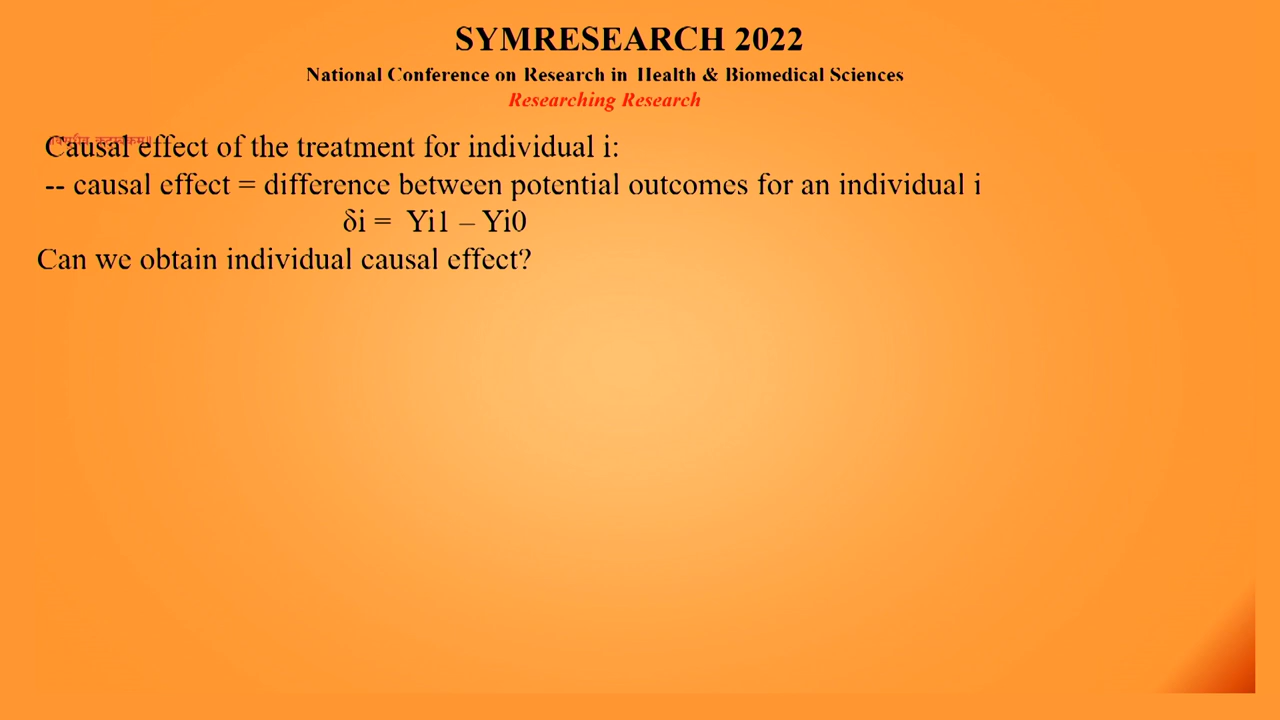 SYMRESEARCH 2022
National Conference on Research in Health & Biomedical Sciences
Researching Research
Causal effect of the treatment for individual i:
-- causal effect = difference between potential outcomes for an individual i
δi = Yi1 – Yi0
Can we obtain individual causal effect?